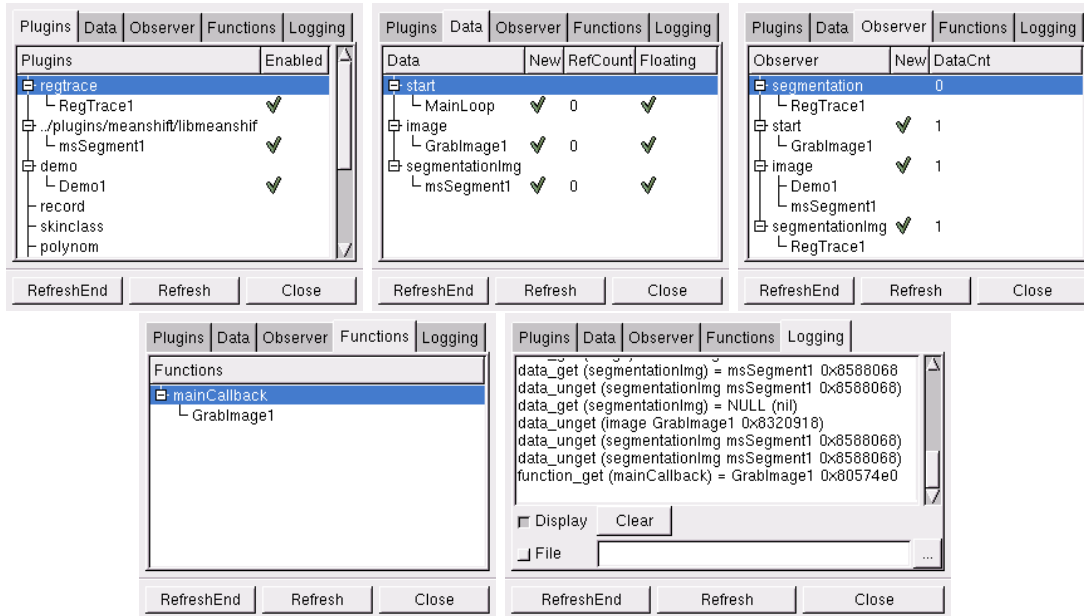 Plugins Data Observer Functions Logging
Plugins Enabled
regtrace
RegTrace1
../plugins/meanshift/libmeanshif
msSegment1
demo
Demo1
record
skinclass
polynom
RefreshEnd Refresh Close
Plugins Data Observer Functions Logging
Data New RefCount Floating
start
MainLoop 0
image
GrabImage1 0
segmentationImg
msSegment1 0
RefreshEnd Refresh Close
Plugins Data Observer Functions Logging
Observer New DataCnt
segmentation 0
RegTrace1
start 1
GrabImage1
image 1
Demo1
msSegment1
segmentationImg 1
RegTrace1
RefreshEnd Refresh Close
Plugins Data Observer Functions Logging
Functions
mainCallback
GrabImage1
RefreshEnd Refresh Close
Plugins Data Observer Functions Logging
data_get (segmentationImg) = msSegment1 0x8588068
data_unget (segmentationImg msSegment1 0x8588068)
data_get (segmentationImg) = NULL (nil)
data_unget (image GrabImage1 0x8320918)
data_unget (segmentationImg msSegment1 0x8588068)
data_unget (segmentationImg msSegment1 0x8588068)
function_get (mainCallback) = GrabImage1 0x80574e0
Display Clear
File ...
RefreshEnd Refresh Close